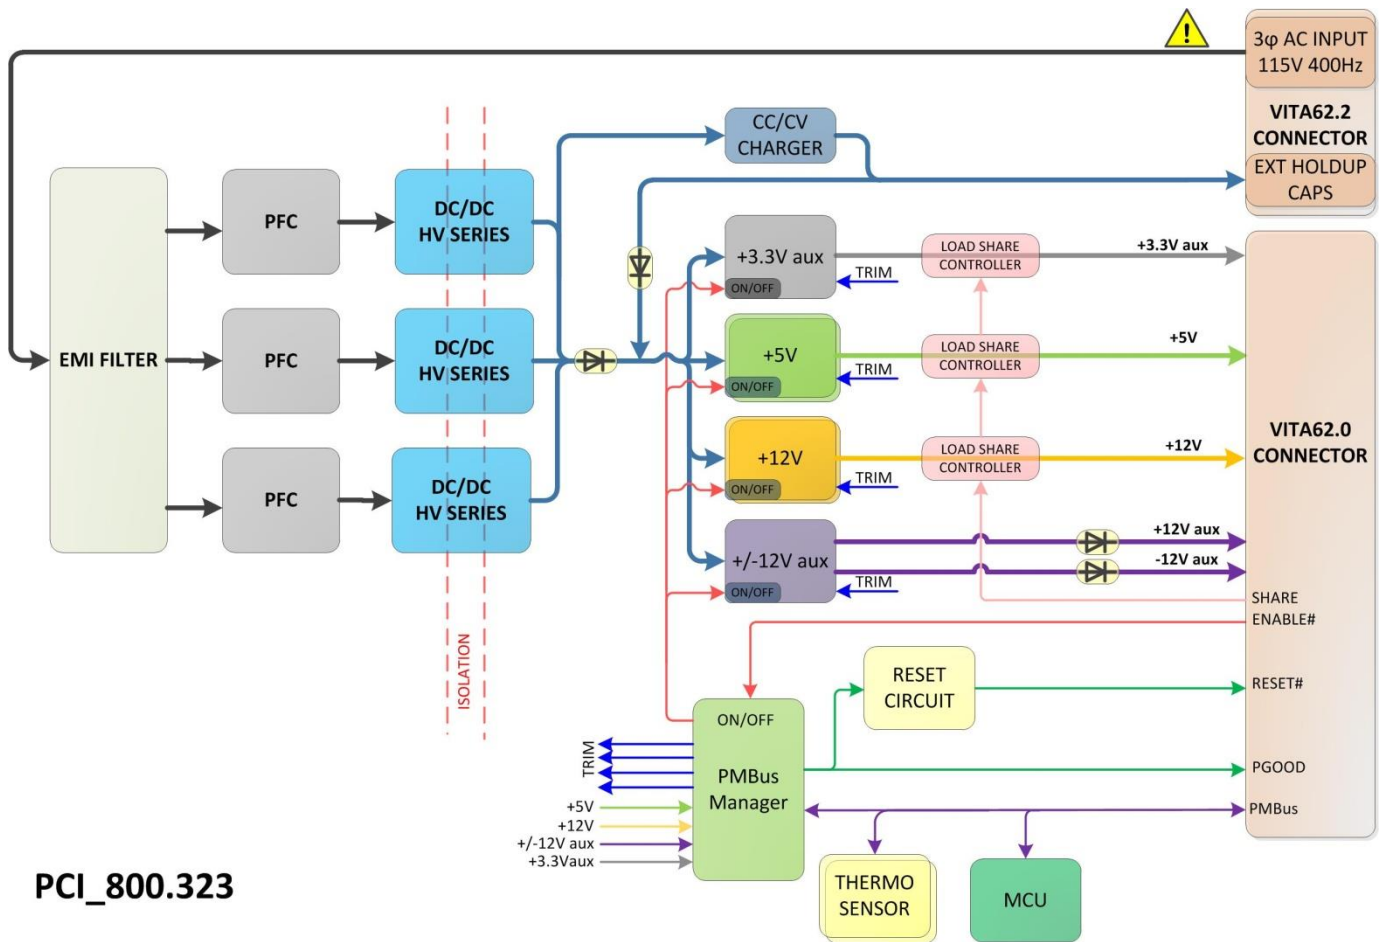 3φ AC INPUT
115V 400Hz
VITA62.2
CONNECTOR
EXT HOLDUP
CAPS
CC/CV
CHARGER
EMI FILTER
PFC
DC/DC
HV SERIES
PFC
DC/DC
HV SERIES
PFC
DC/DC
HV SERIES
ISOLATION
+3.3V aux
ON/OFF
TRIM
LOAD SHARE
CONTROLLER
+3.3V aux
+5V
ON/OFF
TRIM
LOAD SHARE
CONTROLLER
+5V
+12V
ON/OFF
TRIM
LOAD SHARE
CONTROLLER
+12V
+/-12V aux
ON/OFF
TRIM
+12V aux
-12V aux
VITA62.0
CONNECTOR
SHARE
ENABLE#
RESET#
PGOOD
PMBus
RESET
CIRCUIT
ON/OFF
PMBus
Manager
TRIM
+5V
+12V
+/-12V aux
+3.3Vaux
THERMO
SENSOR
MCU
PCI_800.323